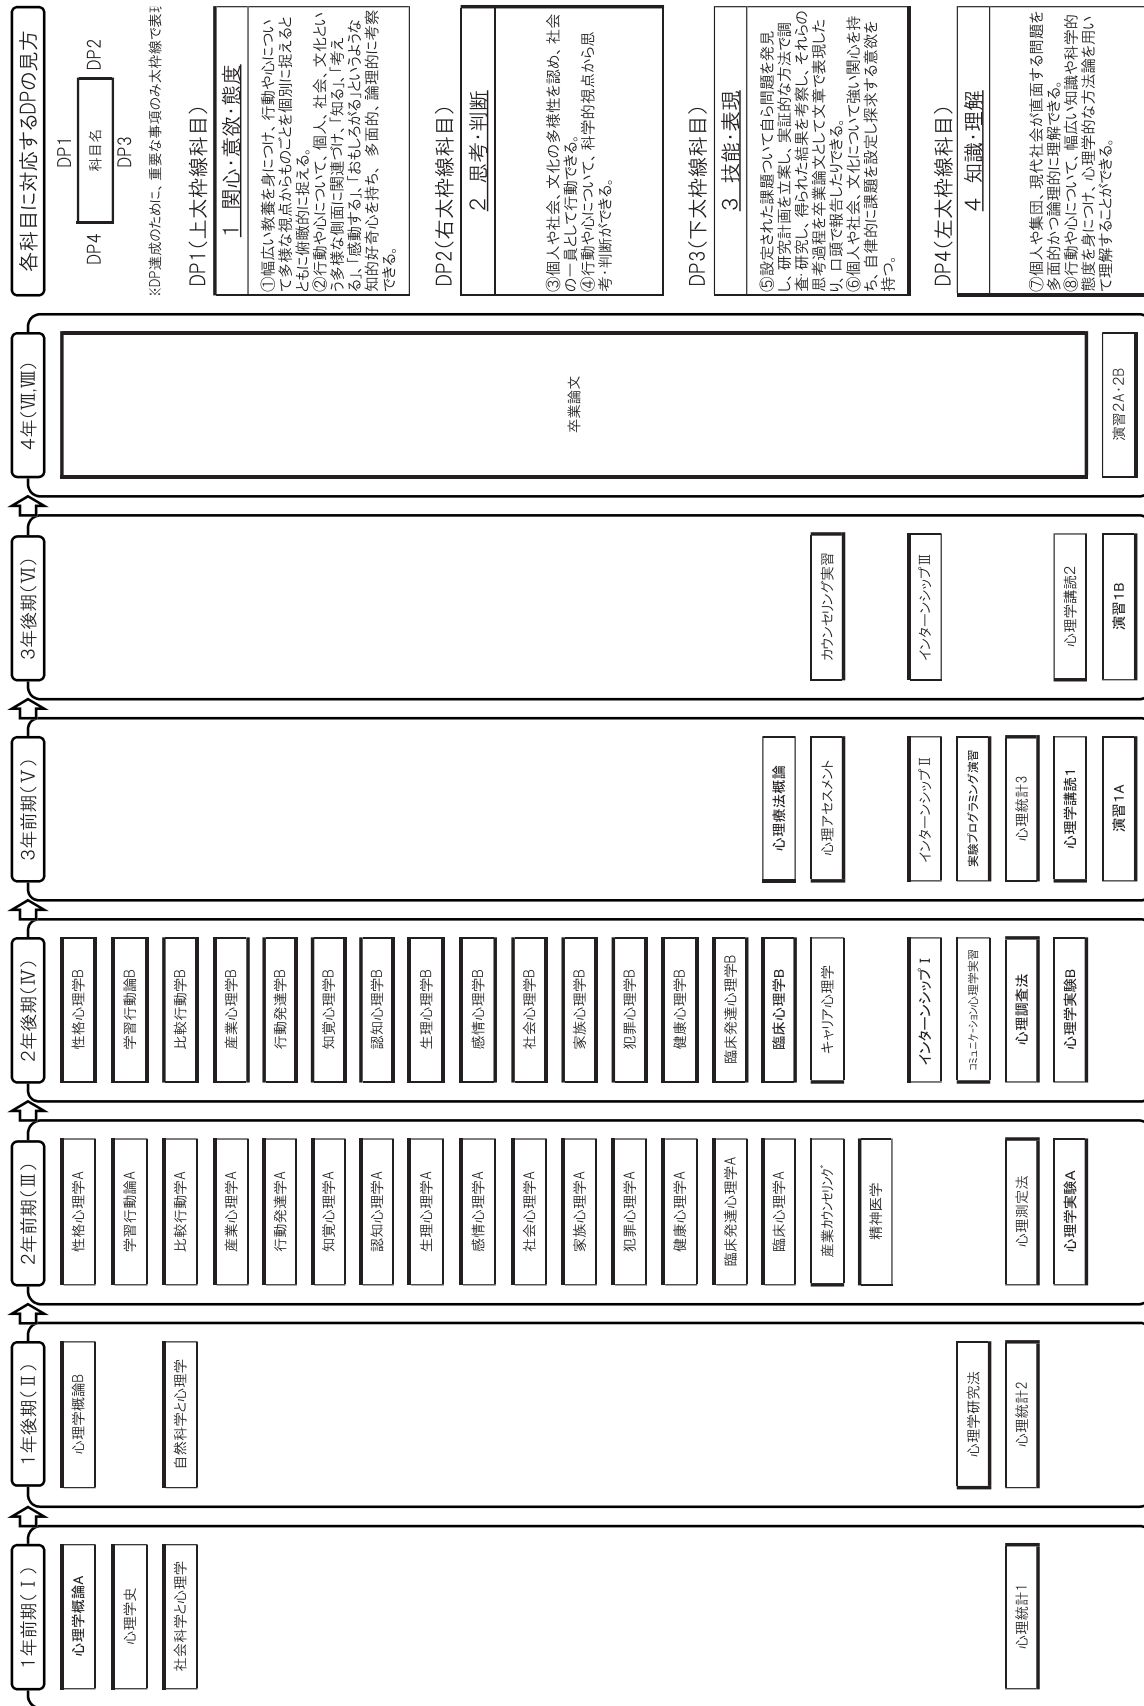 1年前期(Ⅰ)
心理学概論A
心理学史
社会科学と心理学
心理統計1
1年後期(Ⅱ)
心理学概論B
自然科学と心理学
心理学研究法
心理統計2
2年前期(Ⅲ)
性格心理学A
学習行動論A
比較行動学A
産業心理学A
行動発達学A
知覚心理学A
認知心理学A
生理心理学A
感情心理学A
社会心理学A
家族心理学A
犯罪心理学A
健康心理学A
臨床発達心理学A
臨床心理学A
産業カウンセリング
精神医学
心理測定法
心理学実験A
2年後期(Ⅳ)
性格心理学B
学習行動論B
比較行動学B
産業心理学B
行動発達学B
知覚心理学B
認知心理学B
生理心理学B
感情心理学B
社会心理学B
家族心理学B
犯罪心理学B
健康心理学B
臨床発達心理学B
臨床心理学B
キャリア心理学
インターンシップⅠ
コミュニケーション心理学実習
心理調査法
心理学実験B
3年前期(Ⅴ)
心理療法概論
心理アセスメント
インターンシップⅡ
実験プログラミング演習
心理統計3
心理学講読1
演習1A
3年後期(Ⅵ)
カウンセリング実習
インターンシップⅢ
心理学講読2
演習1B
4年(Ⅶ,Ⅷ)
卒業論文
演習2A・2B
各科目に対応するDPの見方
DP1
DP4
科目名
DP2
DP3
※DP達成のために、重要な事項のみ太枠線で表
DP1(上太枠線科目)
1 関心・意欲・態度
①幅広い教養を身につけ、行動や心につい
て多様な視点からものごとを個別に捉えると
ともに俯瞰的に捉える。
②行動や心について、個人、社会、文化とい
う多様な側面に関連づけ、「知る」、「考え
る」、「感動する」、「おもしろがる」というような
知的好奇心を持ち、多面的、論理的に考察
できる。
DP2(右太枠線科目)
2 思考・判断
③個人や社会、文化の多様性を認め、社会
の一員として行動できる。
④行動や心について、科学的視点から思
考・判断ができる。
DP3(下太枠線科目)
3 技能・表現
⑤設定された課題ついて自ら問題を発見
し、研究計画を立案し、実証的な方法で調
査・研究し、得られた結果を考察し、それらの
思考過程を卒業論文として文章で表現した
り、口頭で報告したりできる。
⑥個人や社会、文化について強い関心を持
ち、自律的に課題を設定し探求する意欲を
持つ。
DP4(左太枠線科目)
4 知識・理解
⑦個人や集団、現代社会が直面する問題を
多面的かつ論理的に理解できる。
⑧行動や心について、幅広い知識や科学的
態度を身につけ、心理学的な方法論を用い
て理解することができる。